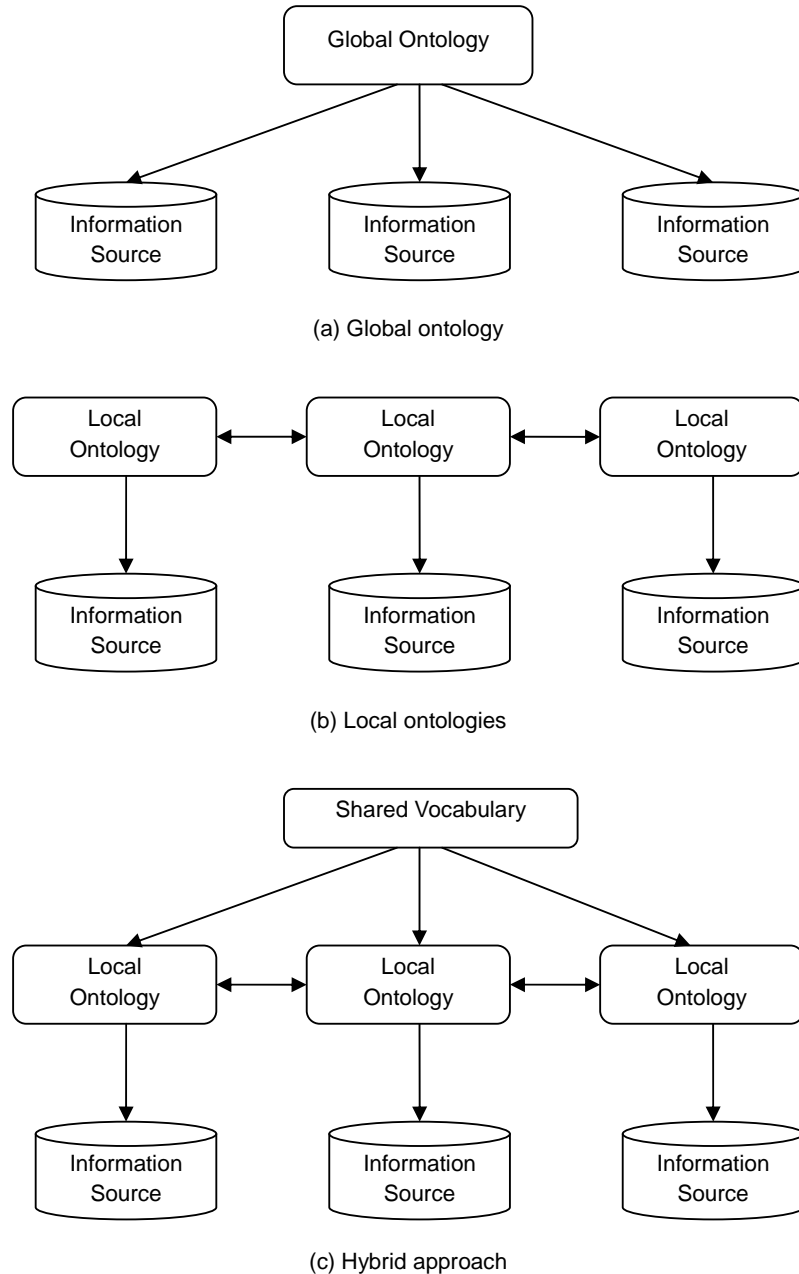 Global Ontology
Information Information Information
Source Source Source
(a) Global ontology
Local Local Local
Ontology Ontology Ontology
Information Information Information
Source Source Source
(b) Local ontologies
Shared Vocabulary
Local Local Local
Ontology Ontology Ontology
Information Information Information
Source Source Source
(c) Hybrid approach